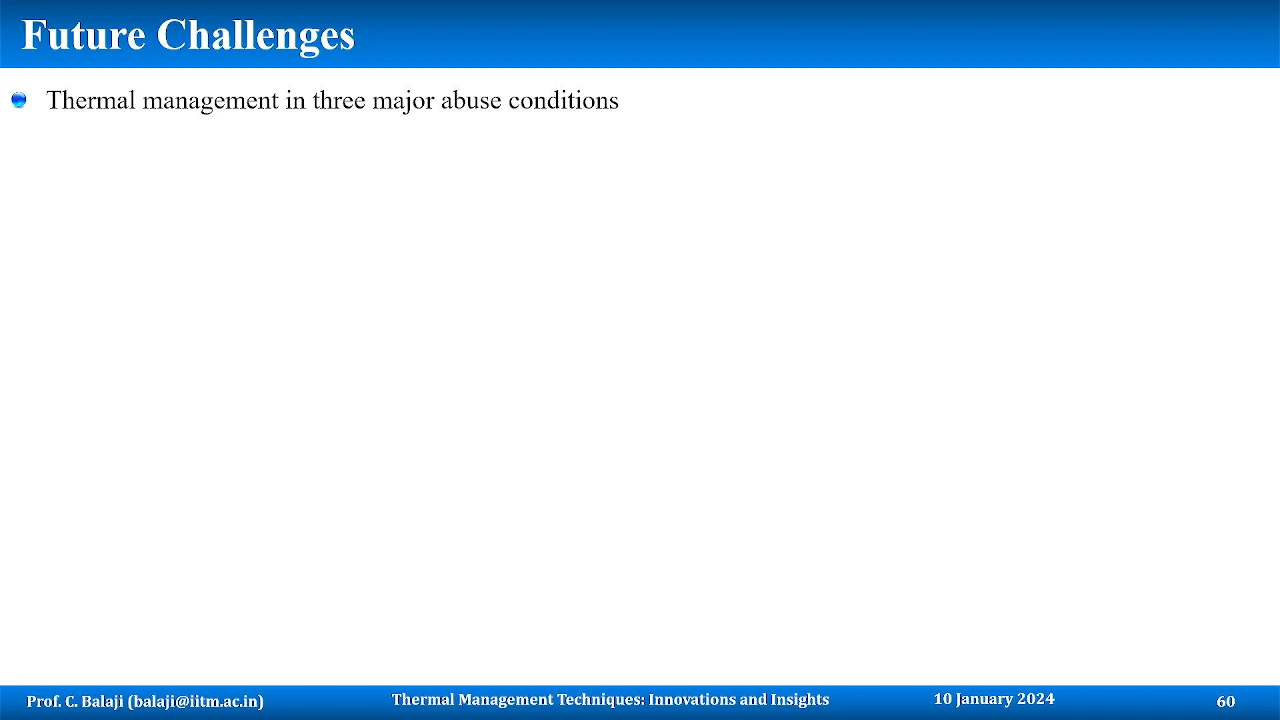 Future Challenges
Thermal management in three major abuse conditions
Prof. C. Balaji (balaji@iitm.ac.in)
Thermal Management Techniques: Innovations and Insights
10 January 2024
60